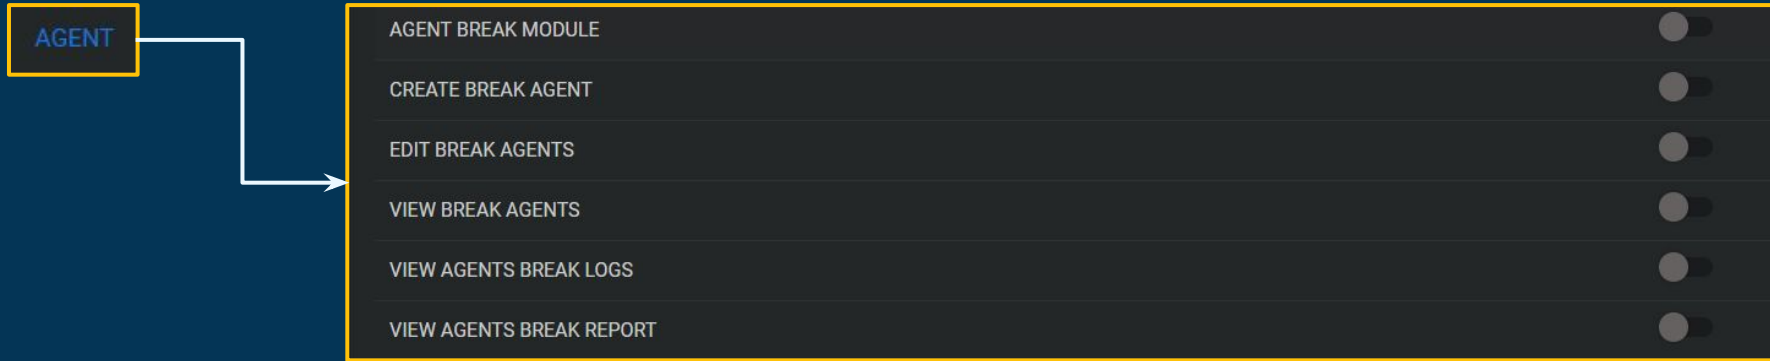 AGENT
AGENT BREAK MODULE
CREATE BREAK AGENT
EDIT BREAK AGENTS
VIEW BREAK AGENTS
VIEW AGENTS BREAK LOGS
VIEW AGENTS BREAK REPORT